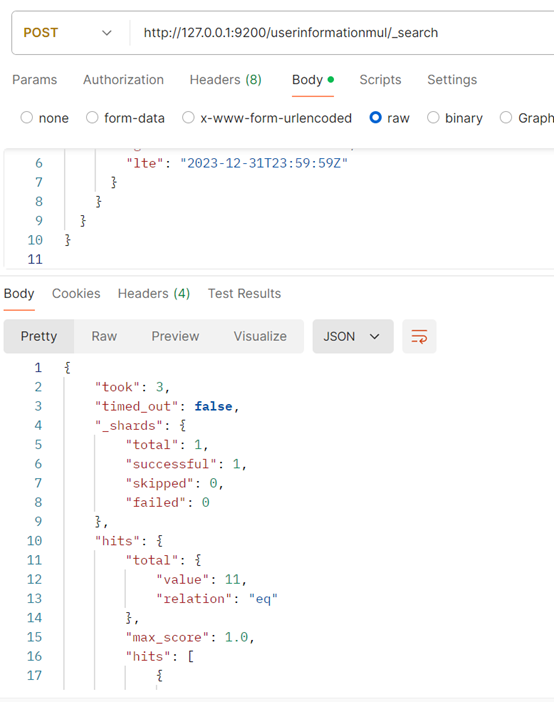 POST http://127.0.0.1:9200/userinformationmul/_search
Params Authorization Headers (8) Body Scripts Settings
none form-data x-www-form-urlencoded raw binary Graph
6 "lte": "2023-12-31T23:59:59Z"
7 }
8 }
9 }
10 }
11
Body Cookies Headers (4) Test Results
Pretty Raw Preview Visualize JSON
1 {
2 "took": 3,
3 "timed_out": false,
4 "_shards": {
5 "total": 1,
6 "successful": 1,
7 "skipped": 0,
8 "failed": 0
9 },
10 "hits": {
11 "total": {
12 "value": 11,
13 "relation": "eq"
14 },
15 "max_score": 1.0,
16 "hits": [
17 {